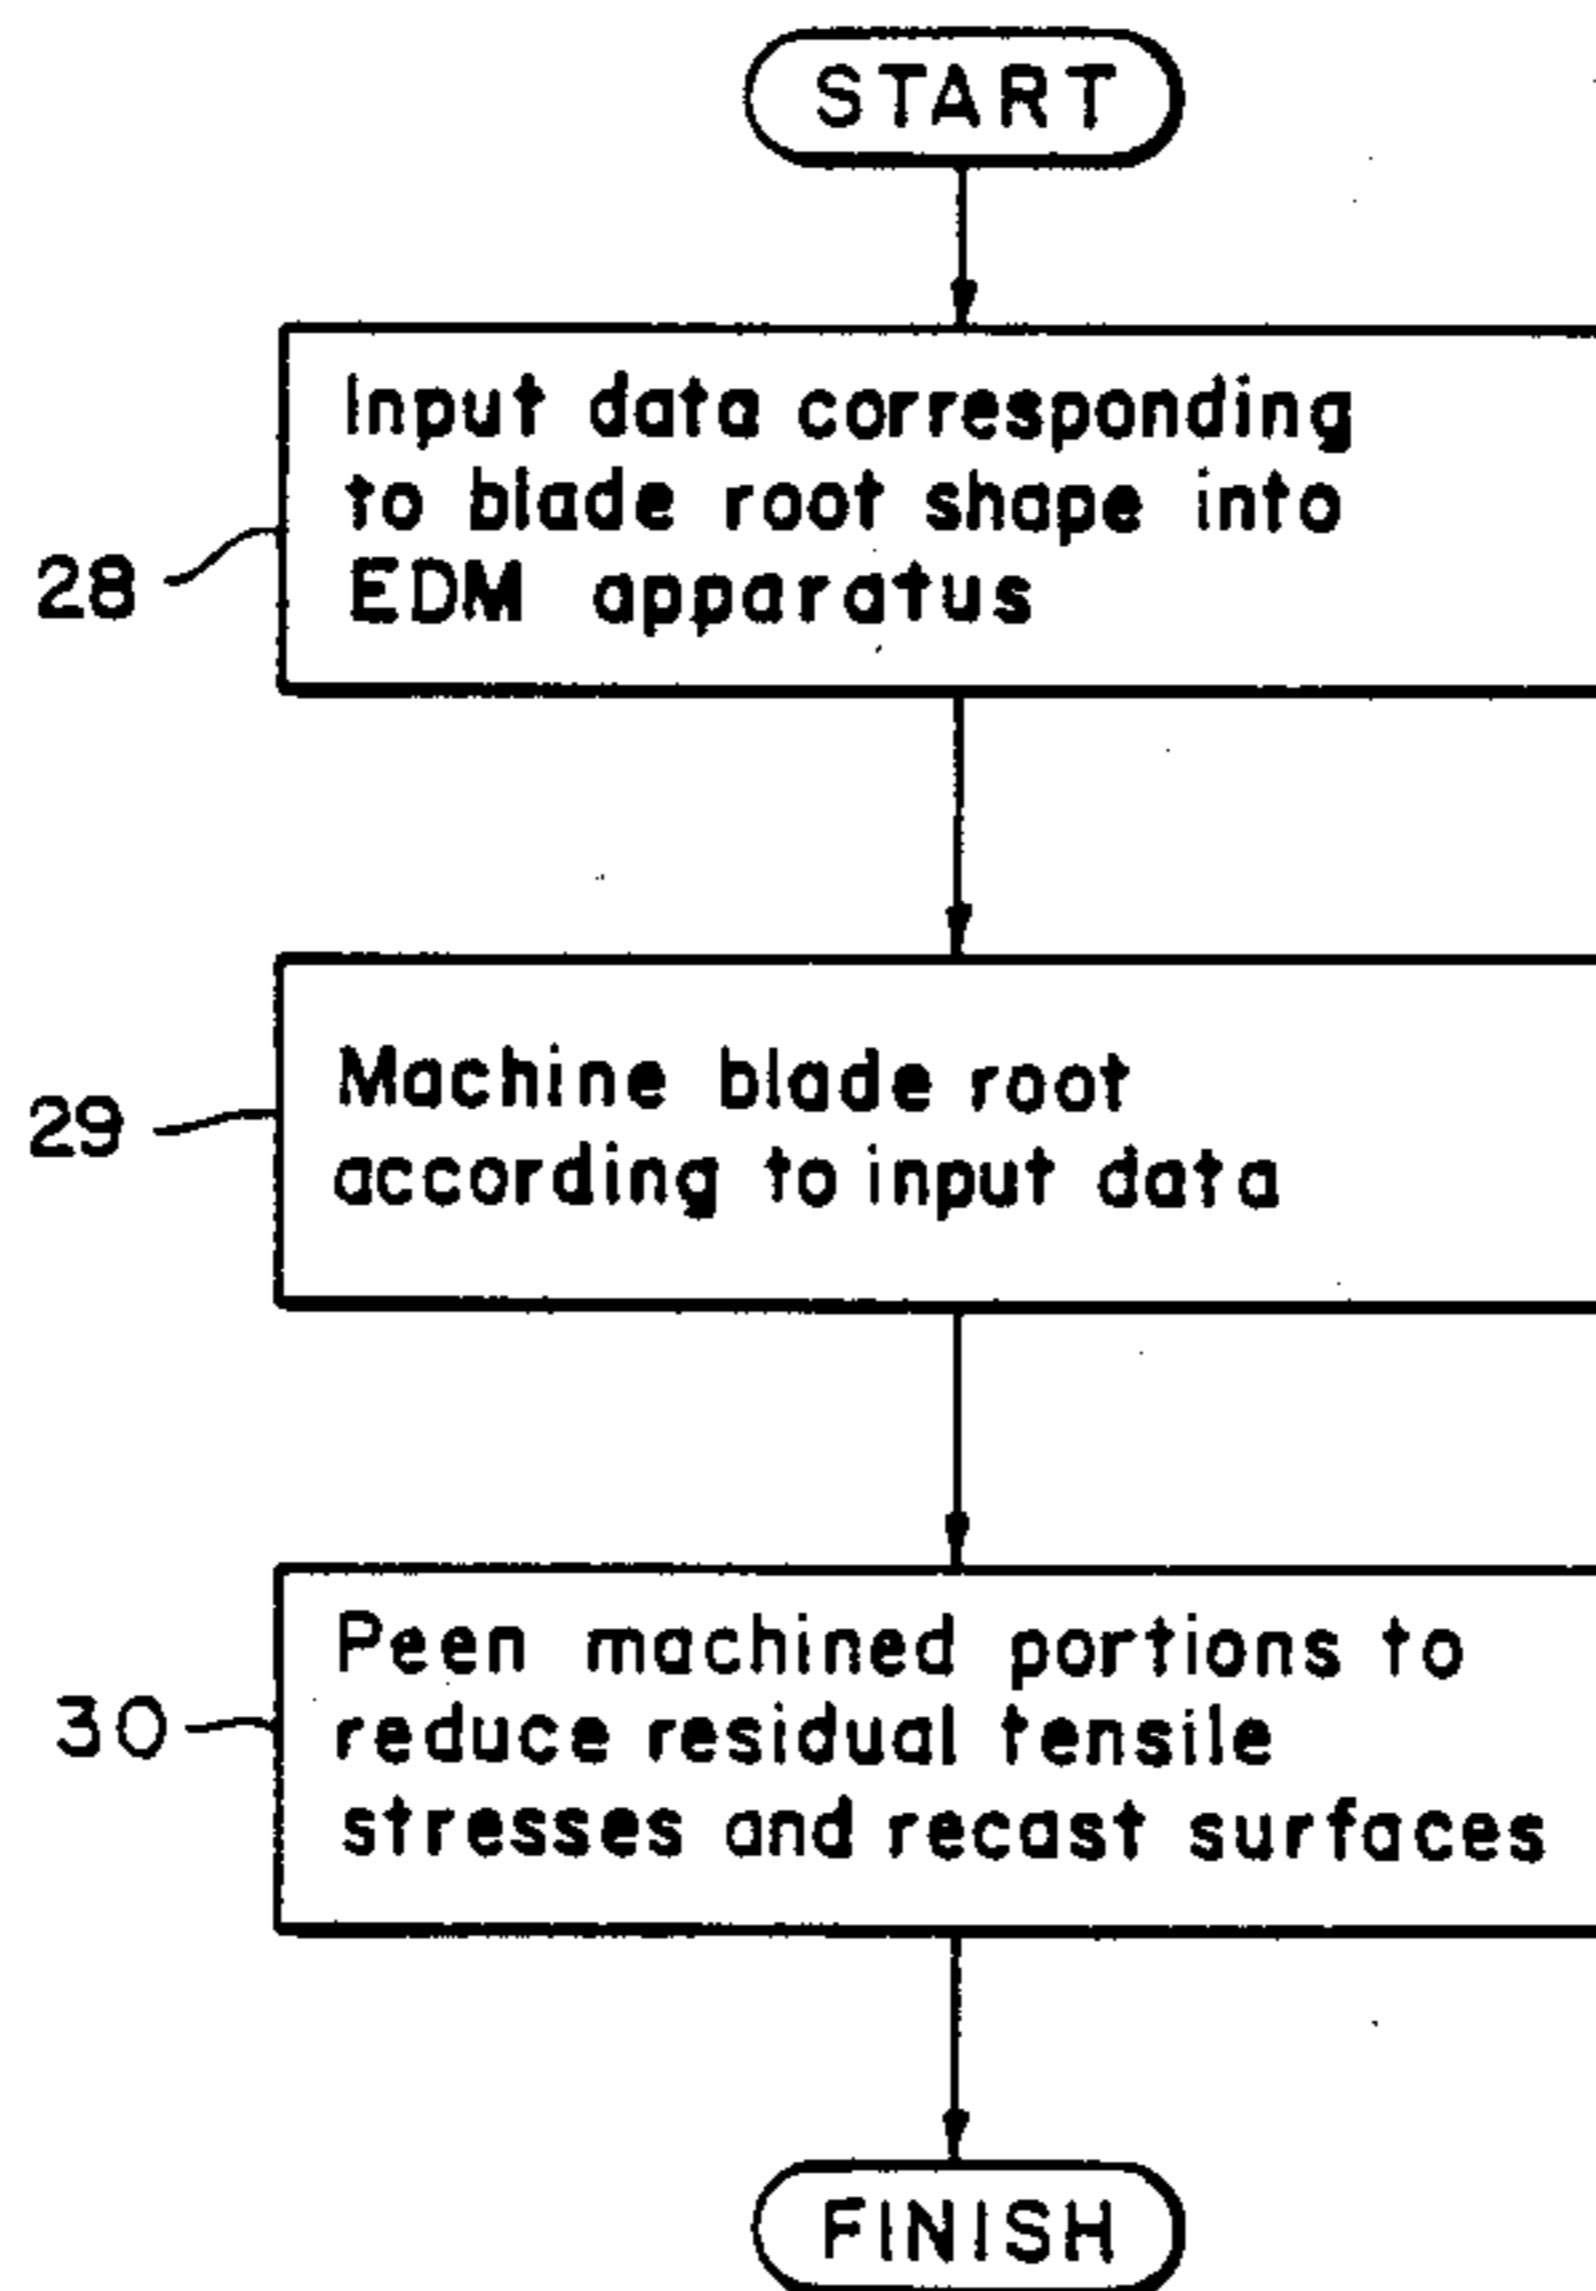 START
Input data corresponding
to blade root shape into
EDM apparatus
28
Machine blade root
according to input data
29
Peen machined portions to
reduce residual tensile
stresses and recast surfaces
30
FINISH